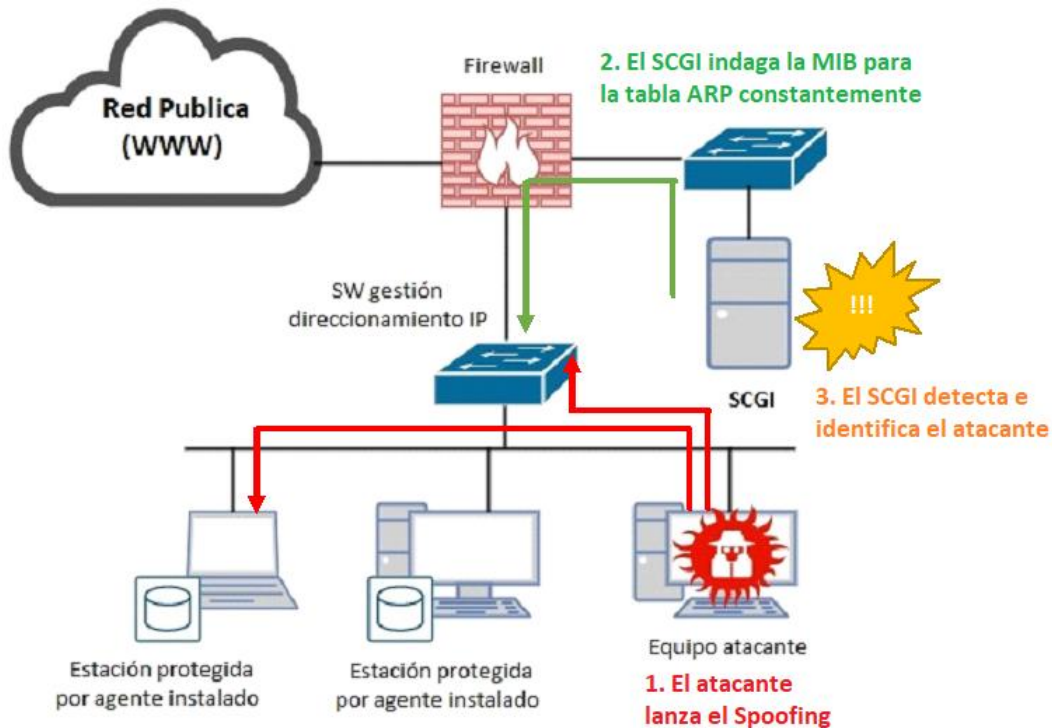 Red Publica
(WWW)
Firewall
2. El SCGI indaga la MIB para
la tabla ARP constantemente
SW gestión
direccionamiento IP
!!!
SCGI
3. El SCGI detecta e
identifica el atacante
Estación protegida
por agente instalado
Estación protegida
por agente instalado
Equipo atacante
1. El atacante
lanza el Spoofing